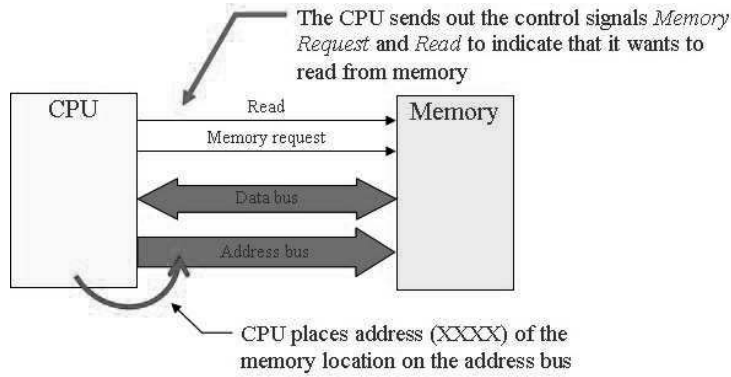 The CPU sends out the control signals Memory
Request and Read to indicate that it wants to
read from memory
CPU
Read
Memory
Memory request
Data bus
Address bus
CPU places address (XXXX) of the
memory location on the address bus